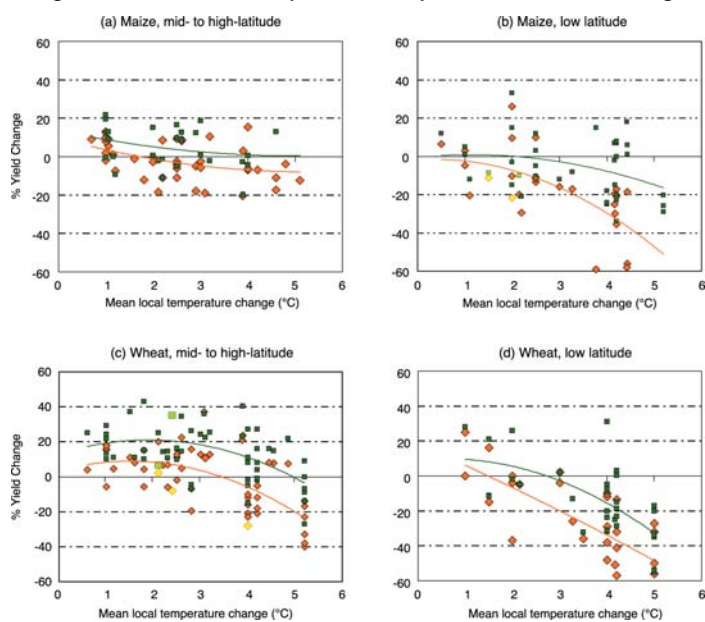 (a) Maize, mid- to high-latitude
(b) Maize, low latitude
60
40
20
0
-20
-40
-60
% Yield Change
60
40
20
0
-20
-40
-60
0 1 2 3 4 5 6
0 1 2 3 4 5 6
Mean local temperature change (°C)
Mean local temperature change (°C)
(c) Wheat, mid- to high-latitude
(d) Wheat, low latitude
60
40
20
0
-20
-40
-60
% Yield Change
60
40
20
0
-20
-40
-60
0 1 2 3 4 5 6
0 1 2 3 4 5 6
Mean local temperature change (°C)
Mean local temperature change (°C)